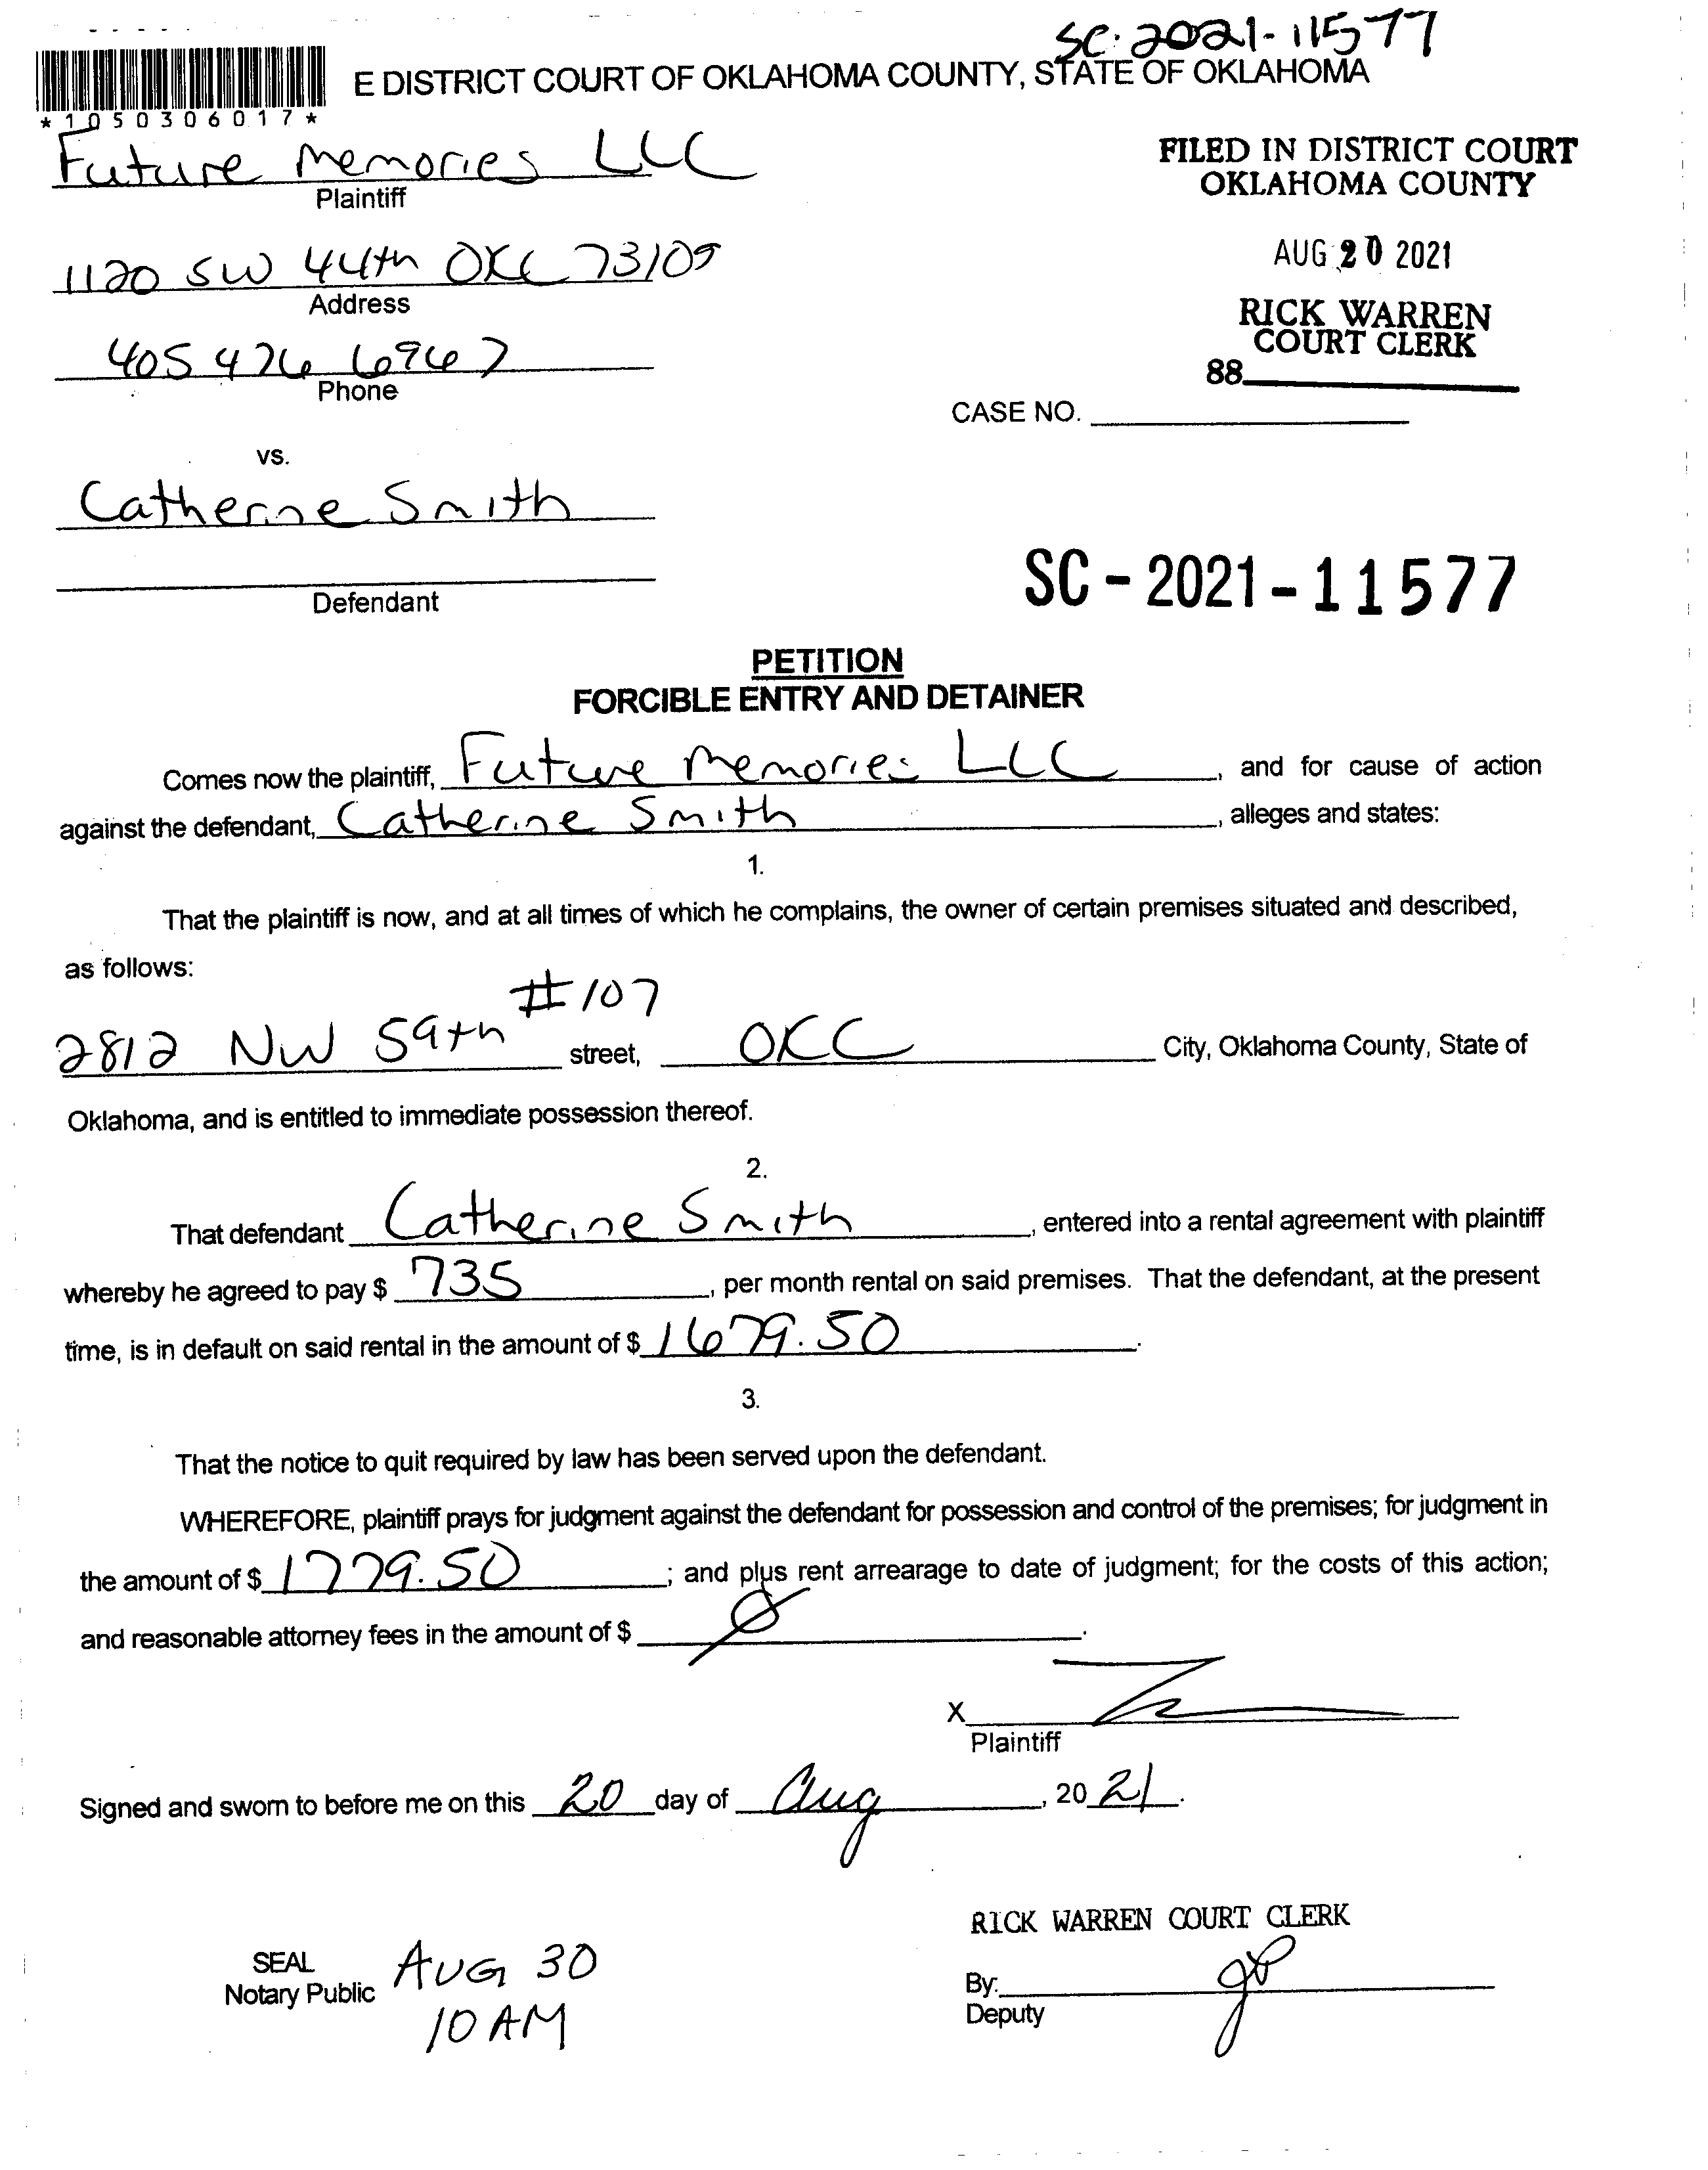 SC-2021-11577
E DISTRICT COURT OF OKLAHOMA COUNTY, STATE OF OKLAHOMA
*1050306017*
Future Memories LLC
Plaintiff
FILED IN DISTRICT COURT
OKLAHOMA COUNTY
1120 SW 44th OKC 73109
Address
AUG 20 2021
RICK WARREN
COURT CLERK
405 426 6967
Phone
88
CASE NO.
vs.
Catherine Smith
Defendant
SC-2021-11577
PETITION
FORCIBLE ENTRY AND DETAINER
Comes now the plaintiff, Future Memories LLC, and for cause of action
against the defendant, Catherine Smith, alleges and states:
1.
That the plaintiff is now, and at all times of which he complains, the owner of certain premises situated and described,
as follows:
#107
2812 NW 59th street, OKC City, Oklahoma County, State of
Oklahoma, and is entitled to immediate possession thereof.
2.
That defendant Catherine Smith, entered into a rental agreement with plaintiff
whereby he agreed to pay $ 735, per month rental on said premises. That the defendant, at the present
time, is in default on said rental in the amount of $ 1679.50.
3.
That the notice to quit required by law has been served upon the defendant.
WHEREFORE, plaintiff prays for judgment against the defendant for possession and control of the premises; for judgment in
the amount of $ 1779.50; and plus rent arrearage to date of judgment; for the costs of this action;
and reasonable attorney fees in the amount of $ Ø.
X
Plaintiff
Signed and sworn to before me on this 20 day of Aug, 20 21.
RICK WARREN COURT CLERK
SEAL
Notary Public
AUG 30
10 AM
By:
Deputy